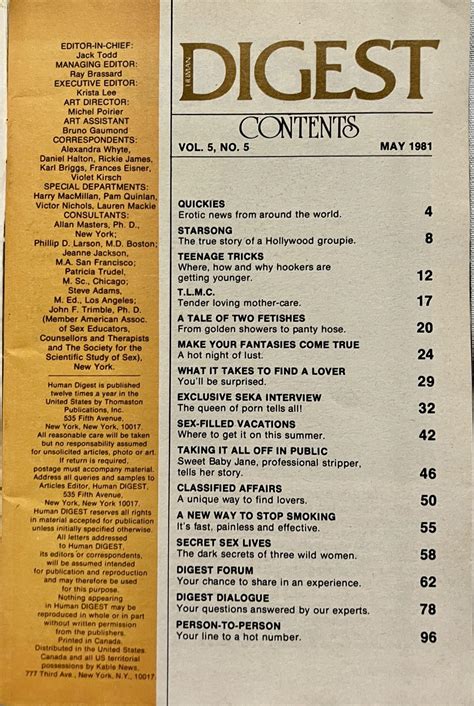 EDITOR-IN-CHIEF:
Jack Todd
MANAGING EDITOR:
Ray Brassard
EXECUTIVE EDITOR:
Krista Lee
ART DIRECTOR:
Michel Poirier
ART ASSISTANT
Bruno Gaumond
CORRESPONDENTS:
Alexandra Whyte,
Daniel Halton, Rickie James,
Karl Briggs, Frances Eisner,
Violet Kirsch
SPECIAL DEPARTMENTS:
Harry MacMillan, Pam Quinlan,
Victor Nichols, Lauren Mackie
CONSULTANTS:
Allan Masters, Ph. D.,
New York;
Phillip D. Larson, M.D. Boston;
Jeanne Jackson,
M.A. San Francisco;
Patricia Trudel,
M. Sc., Chicago;
Steve Adams,
M. Ed., Los Angeles;
John F. Trimble, Ph. D.
(Member American Assoc.
of Sex Educators,
Counsellors and Therapists
and The Society for the
Scientific Study of Sex),
New York.
Human Digest is published
twelve times a year in the
United States by Thomaston
Publications, Inc.
535 Fifth Avenue,
New York, New York, 10017.
All reasonable care will be taken
but no responsibility assumed
for unsolicited articles, photo or art.
If return is required,
postage must accompany material.
Address all queries and samples to
Articles Editor, Human DIGEST,
535 Fifth Avenue,
New York, New York 10017.
Human DIGEST reserves all rights
in material accepted for publication
unless initially specified otherwise.
All letters addressed
to Human DIGEST,
its editors or correspondents,
will be assumed intended
for publication and reproduction
and may therefore be used
for this purpose.
Nothing appearing
in Human DIGEST may be
reproduced in whole or in part
without written permission
from the publishers.
Printed in Canada.
Distributed in the United States,
Canada and all US territorial
possessions by Kable News,
777 Third Ave., New York, N.Y., 10017.
HUMAN
DIGEST
CONTENTS
VOL. 5, NO. 5 MAY 1981
QUICKIES
Erotic news from around the world. 4
STARSONG
The true story of a Hollywood groupie. 8
TEENAGE TRICKS
Where, how and why hookers are
getting younger. 12
T.L.M.C.
Tender loving mother-care. 17
A TALE OF TWO FETISHES
From golden showers to panty hose. 20
MAKE YOUR FANTASIES COME TRUE
A hot night of lust. 24
WHAT IT TAKES TO FIND A LOVER
You'll be surprised. 29
EXCLUSIVE SEKA INTERVIEW
The queen of porn tells all! 32
SEX-FILLED VACATIONS
Where to get it on this summer. 42
TAKING IT ALL OFF IN PUBLIC
Sweet Baby Jane, professional stripper,
tells her story. 46
CLASSIFIED AFFAIRS
A unique way to find lovers. 50
A NEW WAY TO STOP SMOKING
It's fast, painless and effective. 55
SECRET SEX LIVES
The dark secrets of three wild women. 58
DIGEST FORUM
Your chance to share in an experience. 62
DIGEST DIALOGUE
Your questions answered by our experts. 78
PERSON-TO-PERSON
Your line to a hot number. 96